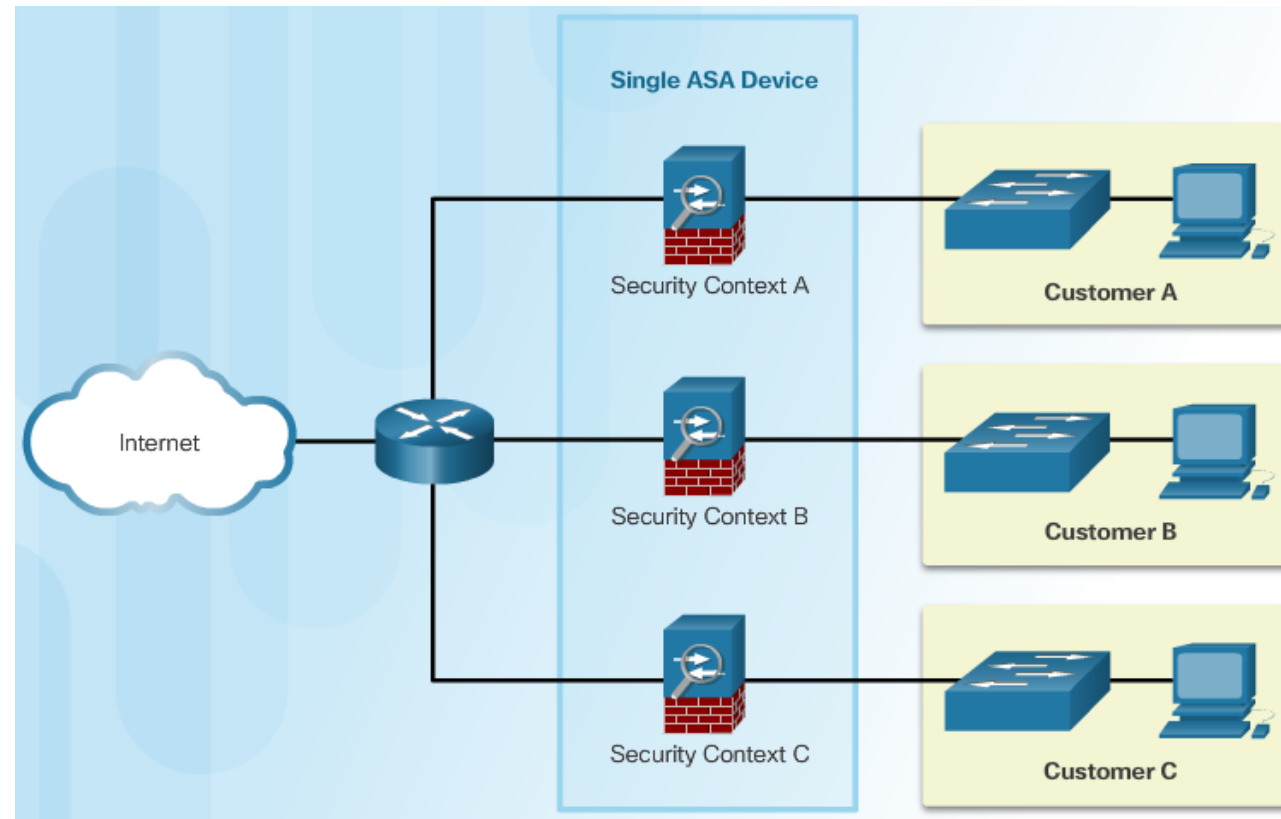 Single ASA Device
Security Context A
Customer A
Internet
Security Context B
Customer B
Security Context C
Customer C